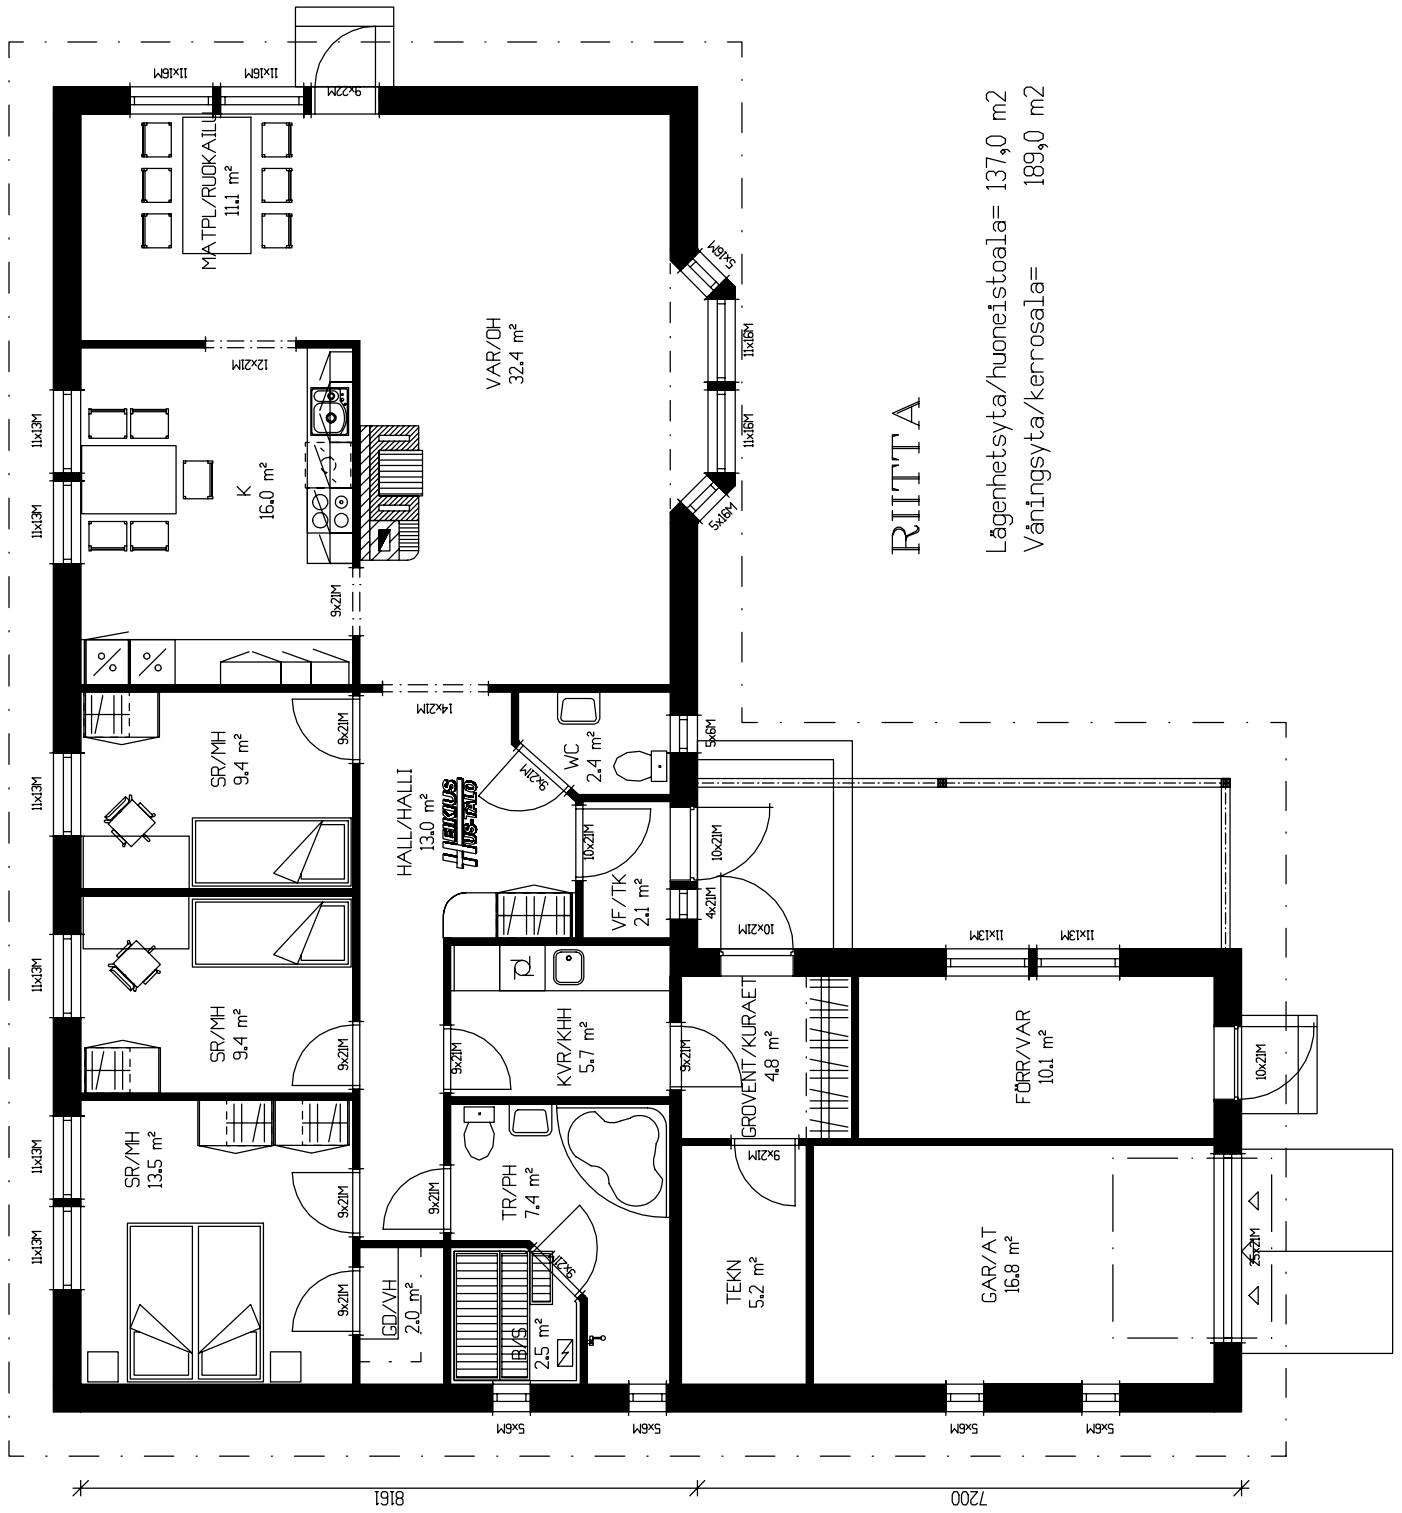 11x16M
11x16M
9x22M
MATPL/RUOKAILU
11.1 m²
5x16M
11x16M
11x16M
5x16M
VAR/OH
32.4 m²
12x21M
11x13M
11x13M
K
16.0 m²
9x21M
14x21M
RIITTA
Lägenhetsyta/huoneistoala= 137,0 m2
Våningsyta/kerrosala= 189,0 m2
SR/MH
9.4 m²
9x21M
11x13M
WC
2.4 m²
9x21M
5x6M
HALL/HALLI
13.0 m²
HEIKIUS
HUS-TALO
10x21M
10x21M
VF/TK
2.1 m²
4x21M
10x21M
11x13M
SR/MH
9.4 m²
9x21M
9x21M
KVR/KHH
5.7 m²
9x21M
GROVENT/KURAET
4.8 m²
11x13M
11x13M
FÖRR/VAR
10.1 m²
10x21M
11x13M
11x13M
SR/MH
13.5 m²
9x21M
9x21M
9x21M
TR/PH
7.4 m²
9x21M
9x21M
GD/VH
2.0 m²
B/S
2.5 m²
TEKN
5.2 m²
GAR/AT
16.8 m²
25x21M
5x6M
5x6M
5x6M
5x6M
8161
7200